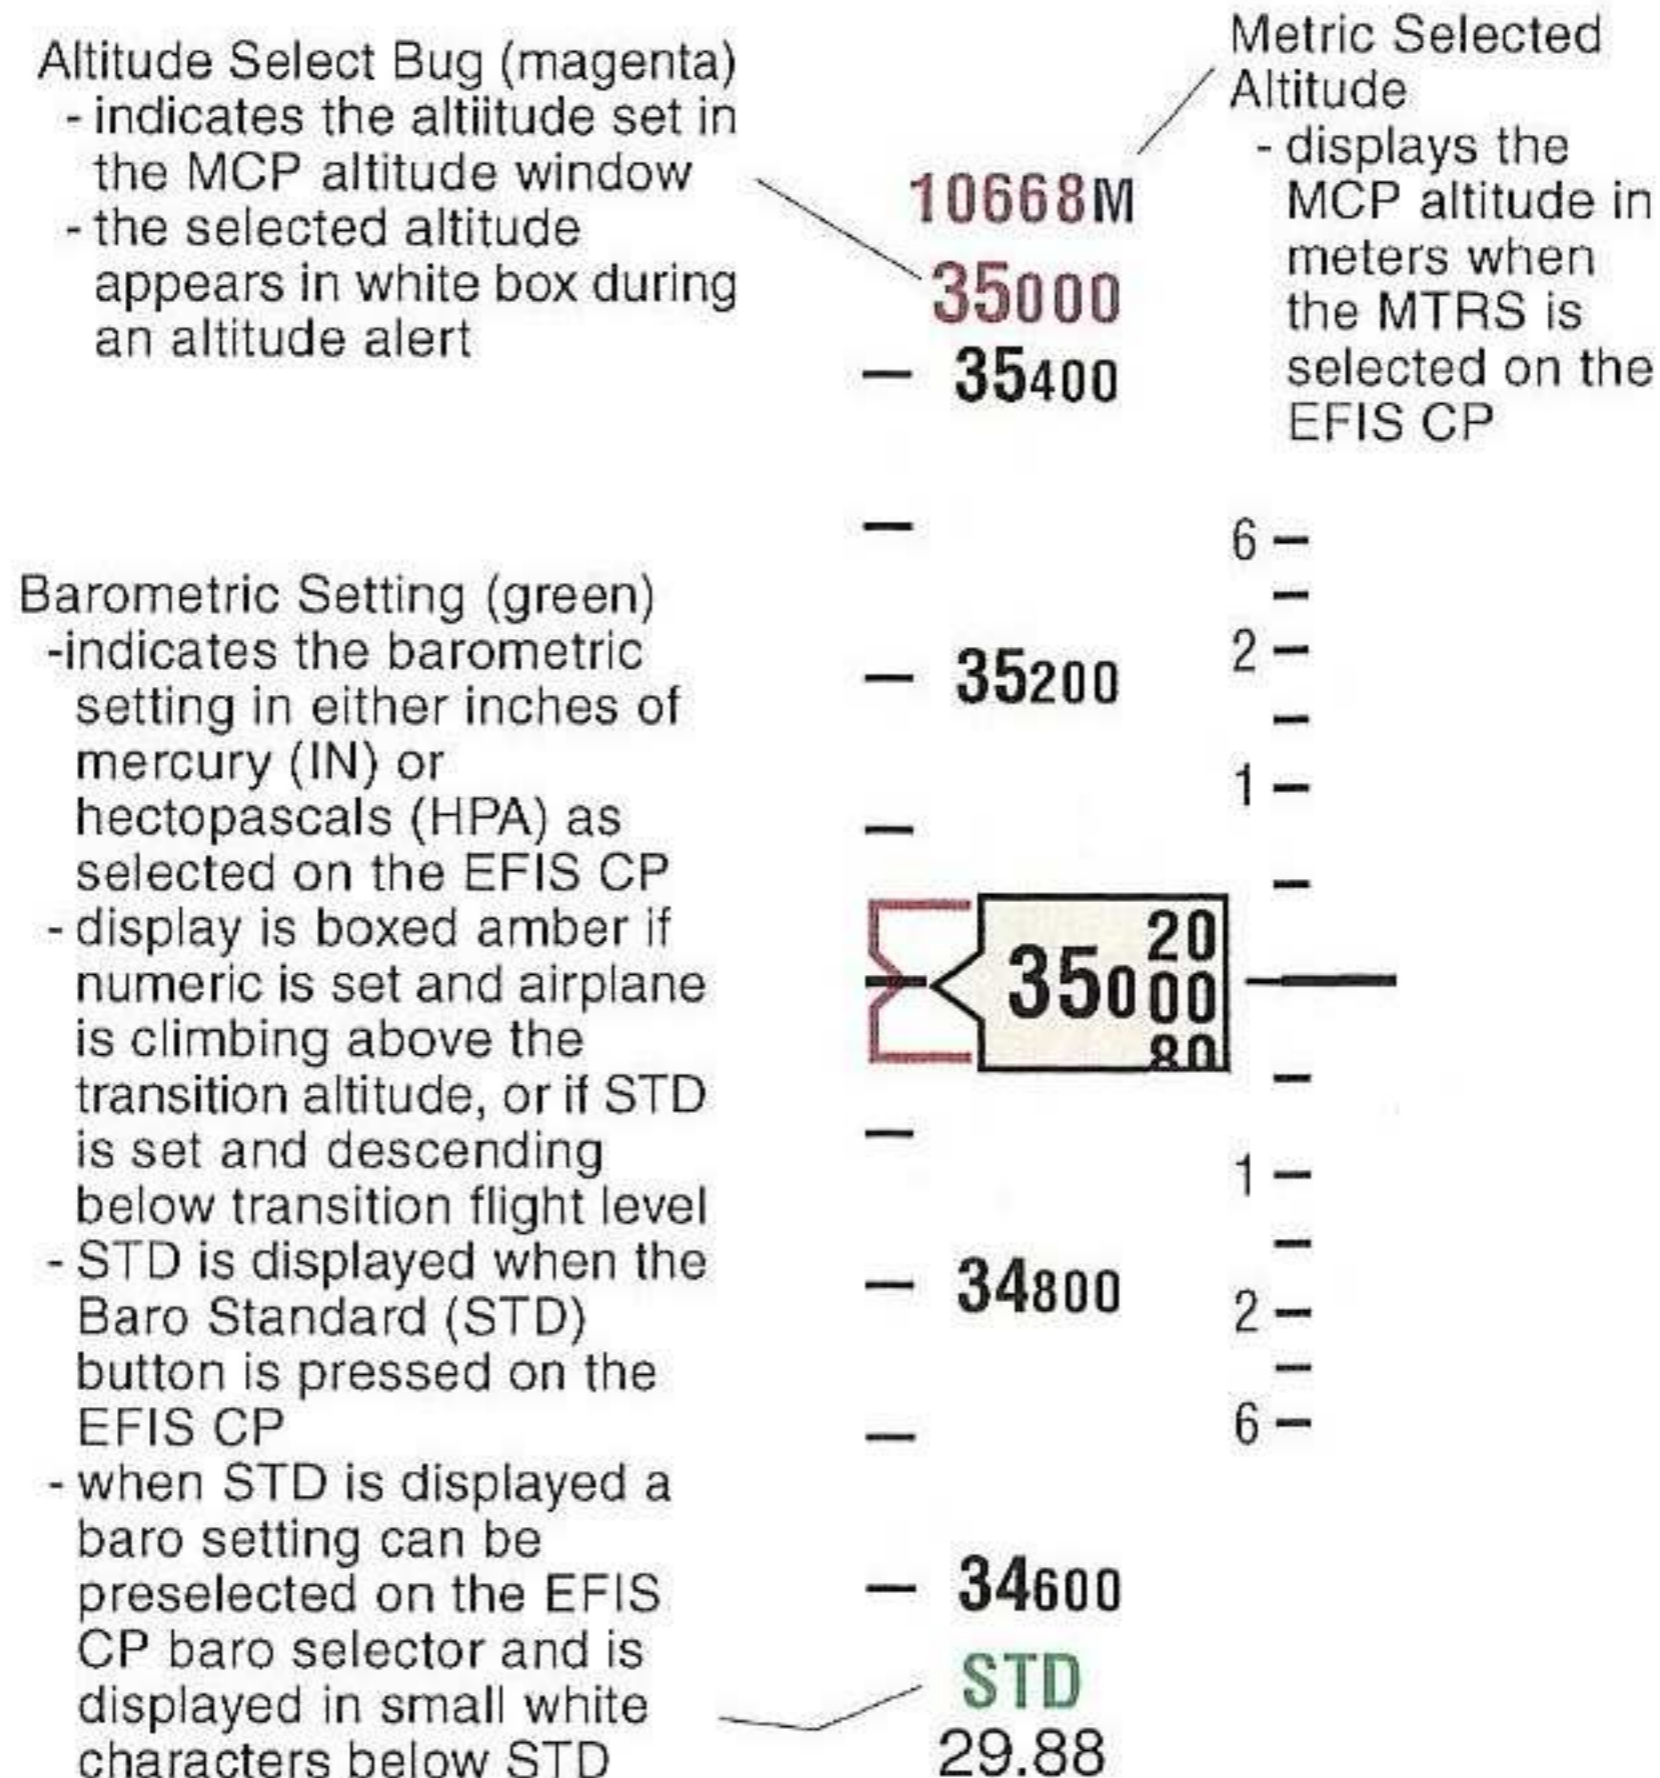 Altitude Select Bug (magenta)
- indicates the altiitude set in
the MCP altitude window
- the selected altitude
appears in white box during
an altitude alert
Metric Selected
Altitude
- displays the
MCP altitude in
meters when
the MTRS is
selected on the
EFIS CP
10668M
35000
35400
35200
35000
20
80
34800
34600
STD
29.88
6
2
1
1
2
6
Barometric Setting (green)
-indicates the barometric
setting in either inches of
mercury (IN) or
hectopascals (HPA) as
selected on the EFIS CP
- display is boxed amber if
numeric is set and airplane
is climbing above the
transition altitude, or if STD
is set and descending
below transition flight level
- STD is displayed when the
Baro Standard (STD)
button is pressed on the
EFIS CP
- when STD is displayed a
baro setting can be
preselected on the EFIS
CP baro selector and is
displayed in small white
characters below STD